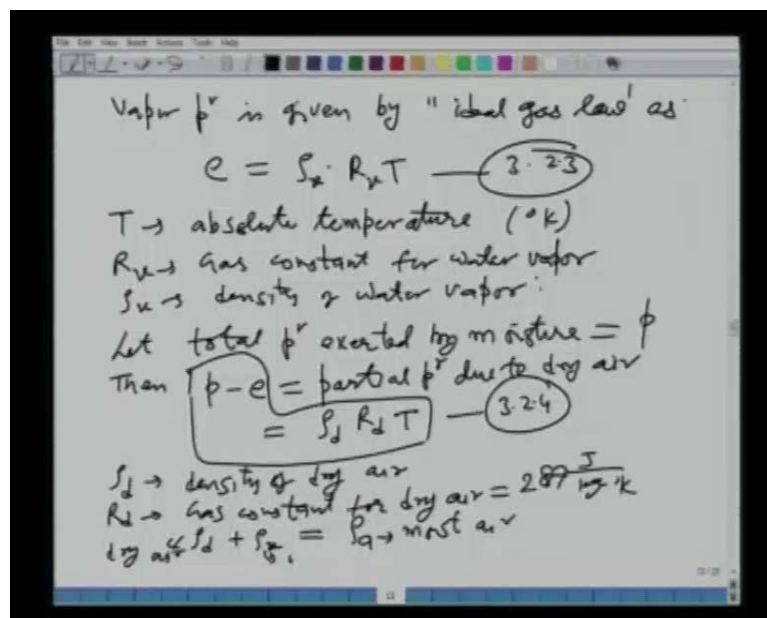 Vapor pʳ is given by "ideal gas law" as
e = ρᵥ. Rᵥ T — 3.2.3
T → absolute temperature (°K)
Rᵥ → Gas constant for water vapor
ρᵥ → density of water vapor:
Let total pʳ exerted by moisture = p
Then p-e = partial pʳ due to dry air
= ρd Rd T — 3.2.4
ρd → density of dry air
Rd → Gas constant for dry air = 287 J/kg °K
dry air ρd + ρᵥ = ρa → moist air